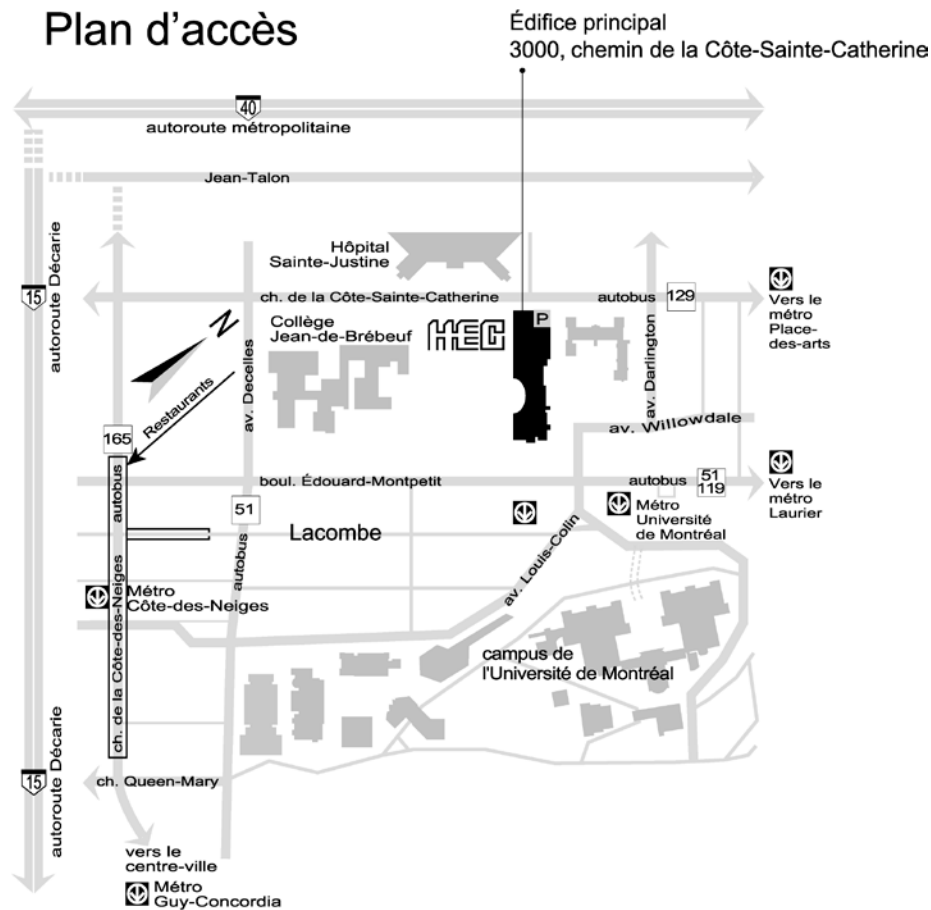 Plan d'accès
Édifice principal
3000, chemin de la Côte-Sainte-Catherine
40
autoroute métropolitaine
Jean-Talon
autoroute Décarie
15
Hôpital
Sainte-Justine
ch. de la Côte-Sainte-Catherine
autobus
129
Vers le
métro
Place-
des-arts
N
Collège
Jean-de-Brébeuf
HEC
P
av. Decelles
av. Darlington
Restaurants
av. Willowdale
165
autobus
boul. Édouard-Montpetit
autobus
51
119
Vers le
métro
Laurier
51
autobus
Lacombe
Métro
Université
de Montréal
av. Louis-Colin
Métro
Côte-des-Neiges
ch. de la Côte-des-Neiges
campus de
l'Université de Montréal
15
autoroute Décarie
ch. Queen-Mary
vers le
centre-ville
Métro
Guy-Concordia